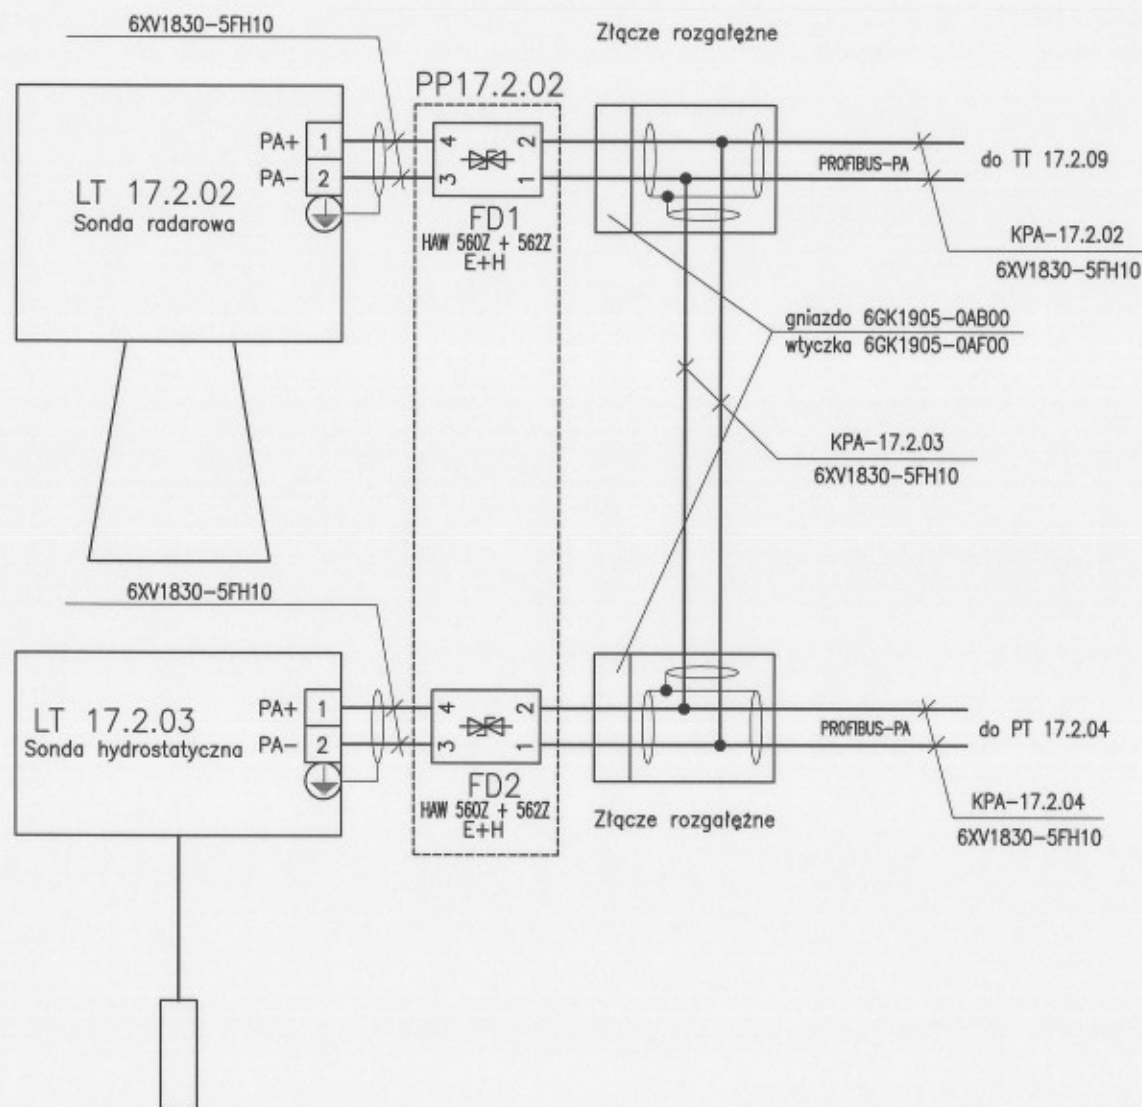 6XV1830-5FH10
Złącze rozgałęźne
PP17.2.02
LT 17.2.02
Sonda radarowa
PA+ 1
PA- 2
4
3
2
1
FD1
HAW 560Z + 562Z
E+H
PROFIBUS-PA
do TT 17.2.09
KPA-17.2.02
6XV1830-5FH10
gniazdo 6GK1905-0AB00
wtyczka 6GK1905-0AF00
KPA-17.2.03
6XV1830-5FH10
6XV1830-5FH10
LT 17.2.03
Sonda hydrostatyczna
PA+ 1
PA- 2
4
3
2
1
FD2
HAW 560Z + 562Z
E+H
PROFIBUS-PA
do PT 17.2.04
KPA-17.2.04
6XV1830-5FH10
Złącze rozgałęźne